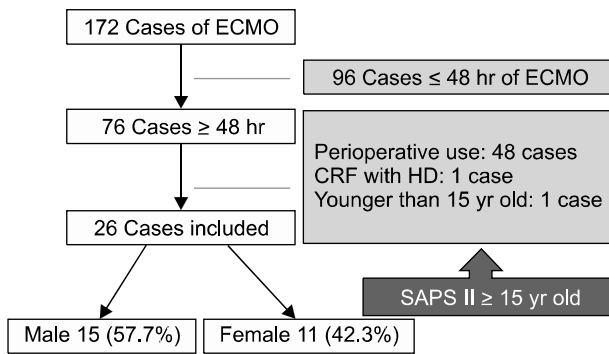 172 Cases of ECMO
96 Cases ≤ 48 hr of ECMO
76 Cases ≥ 48 hr
Perioperative use: 48 cases
CRF with HD: 1 case
Younger than 15 yr old: 1 case
26 Cases included
SAPS II ≥ 15 yr old
Male 15 (57.7%)
Female 11 (42.3%)